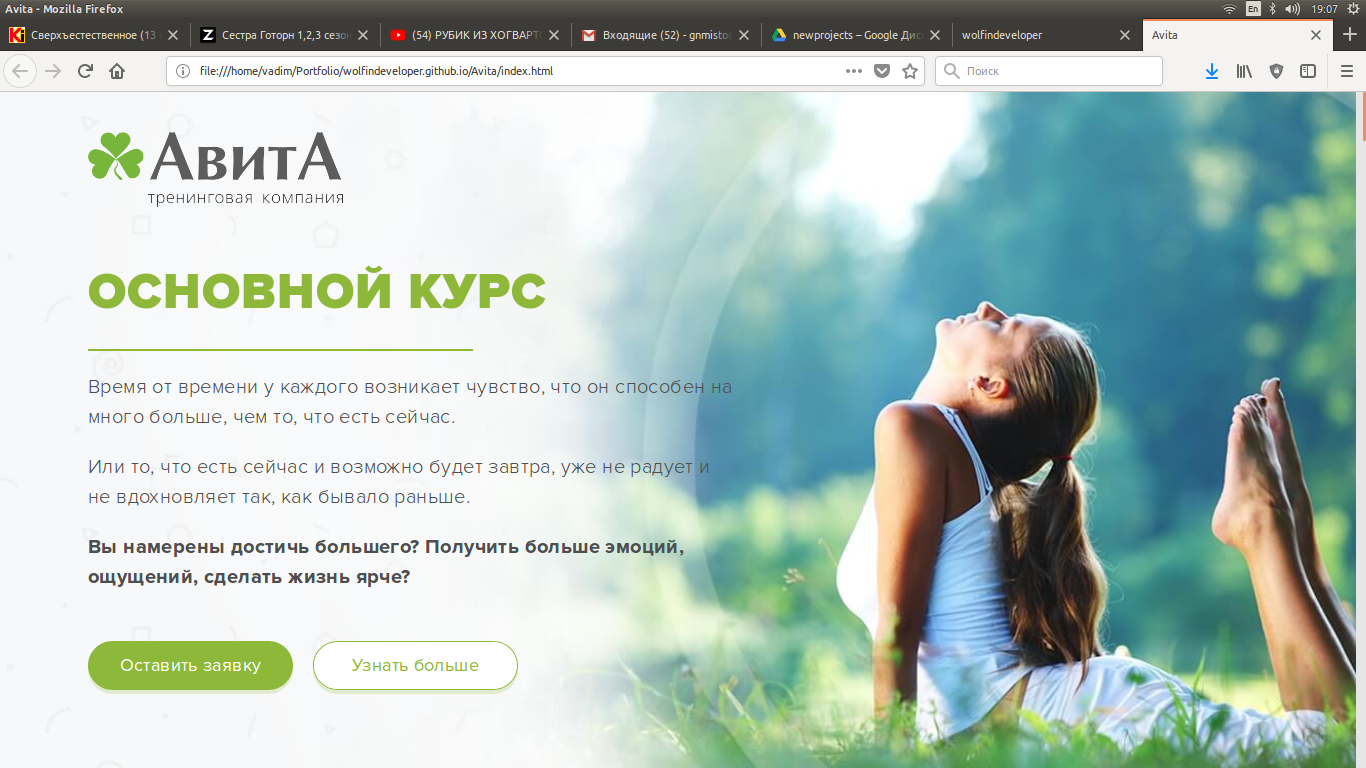 Avita - Mozilla Firefox
En
19:07
Сверхъестественное (13
Сестра Готорн 1,2,3 сезо
(54) РУБИК ИЗ ХОГВАРТ
Входящие (52) - gnmisto
newprojects – Google Дис
wolfindeveloper
Avita
file:///home/vadim/Portfolio/wolfindeveloper.github.io/Avita/index.html
Поиск
АвитА
тренинговая компания
ОСНОВНОЙ КУРС
Время от времени у каждого возникает чувство, что он способен на
много больше, чем то, что есть сейчас.
Или то, что есть сейчас и возможно будет завтра, уже не радует и
не вдохновляет так, как бывало раньше.
Вы намерены достичь большего? Получить больше эмоций,
ощущений, сделать жизнь ярче?
Оставить заявку
Узнать больше